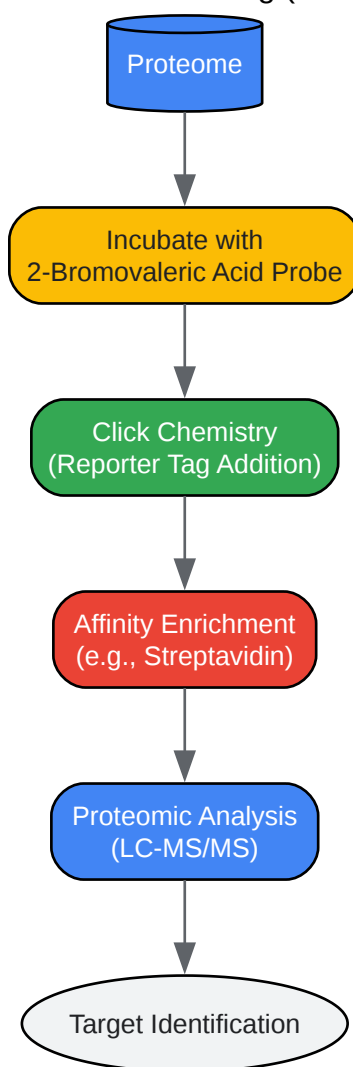 Proteome
Incubate with
2-Bromovaleric Acid Probe
Click Chemistry
(Reporter Tag Addition)
Affinity Enrichment
(e.g., Streptavidin)
Proteomic Analysis
(LC-MS/MS)
Target Identification